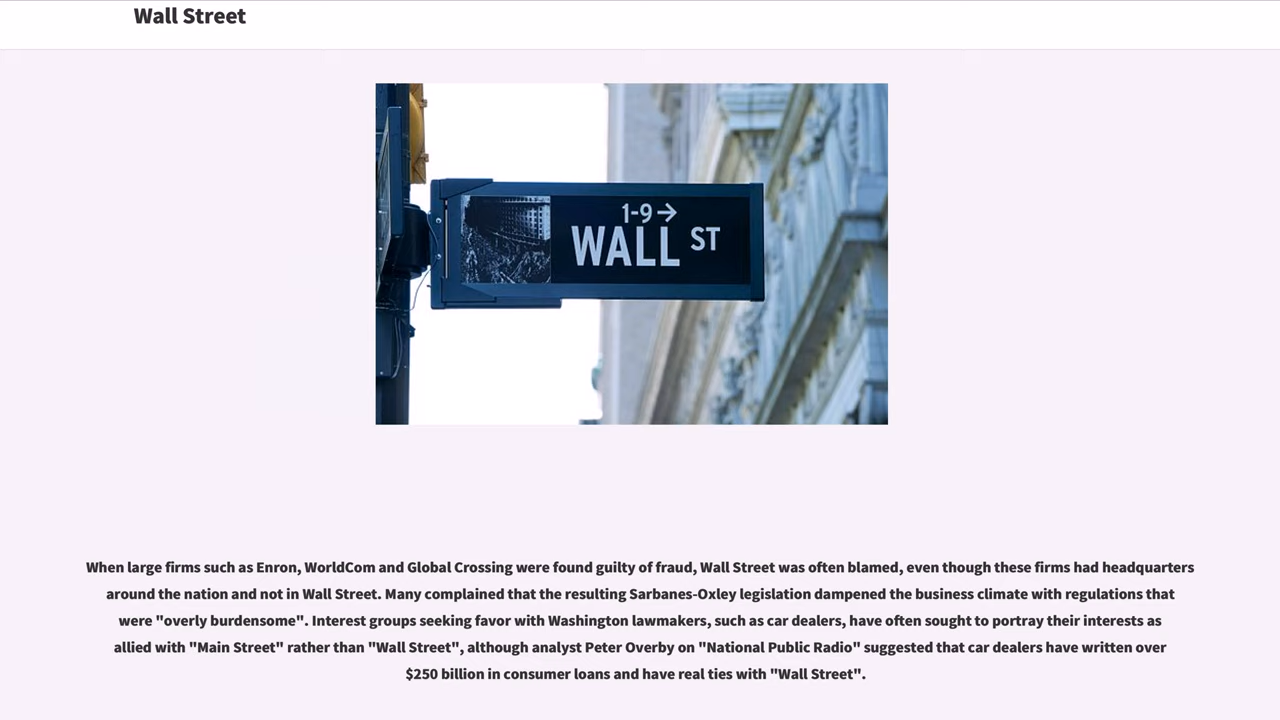 Wall Street
1-9→
WALL ST
When large firms such as Enron, WorldCom and Global Crossing were found guilty of fraud, Wall Street was often blamed, even though these firms had headquarters
around the nation and not in Wall Street. Many complained that the resulting Sarbanes-Oxley legislation dampened the business climate with regulations that
were "overly burdensome". Interest groups seeking favor with Washington lawmakers, such as car dealers, have often sought to portray their interests as
allied with "Main Street" rather than "Wall Street", although analyst Peter Overby on "National Public Radio" suggested that car dealers have written over
$250 billion in consumer loans and have real ties with "Wall Street".